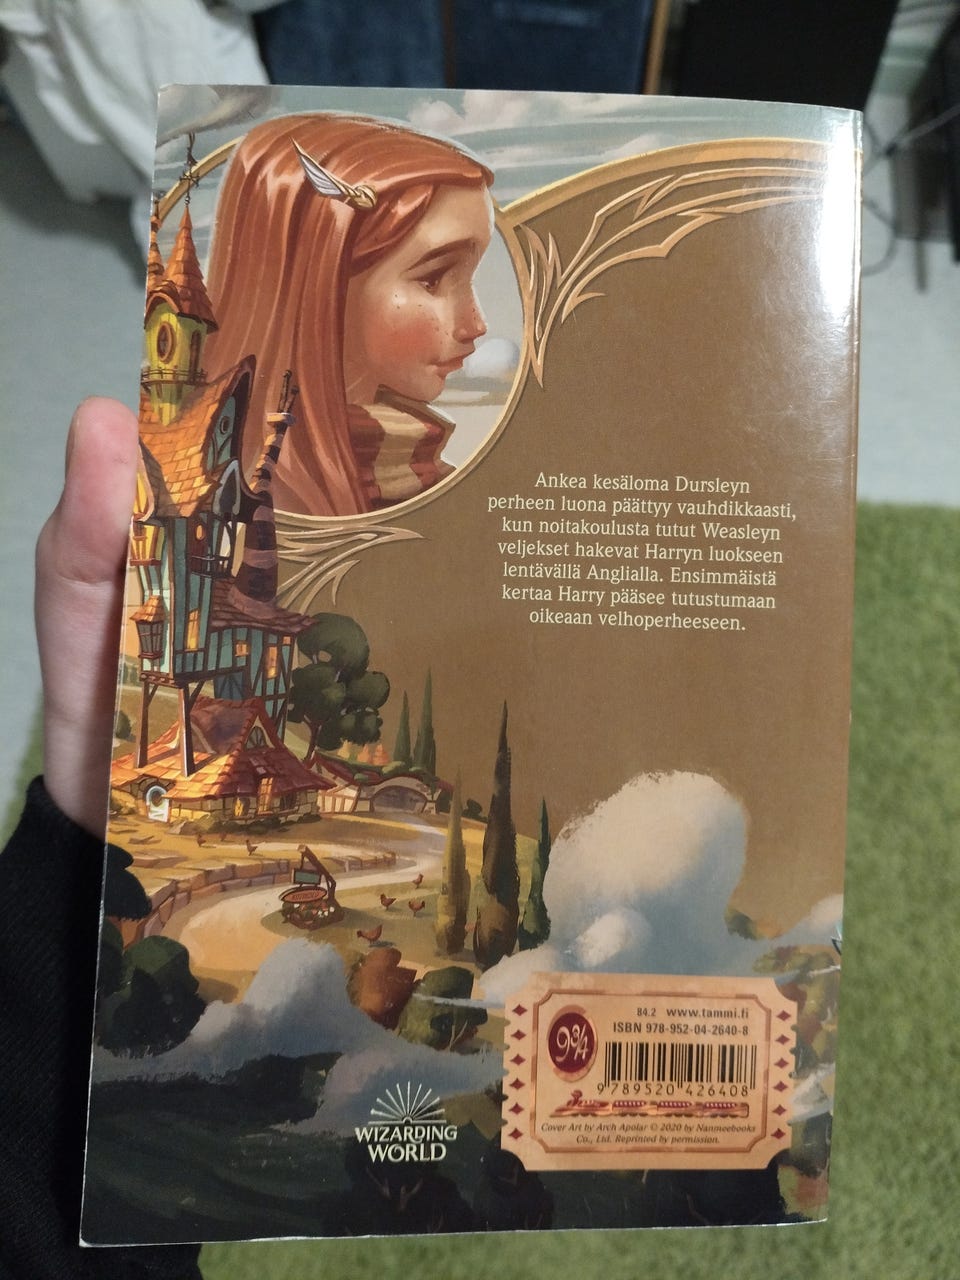 Ankea kesäloma Dursleyn
perheen luona päättyy vauhdikkaasti,
kun noitakoulusta tutut Weasleyn
veljekset hakevat Harryn luokseen
lentävällä Anglialla. Ensimmäistä
kertaa Harry pääsee tutustumaan
oikeaan velhoperheeseen.
84.2 www.tammi.fi
ISBN 978-952-04-2640-8
9¾
9 789520 426408
Cover Art by Arch Apolar © 2020 by Nanmeebooks
Co., Ltd. Reprinted by permission.
WIZARDING
WORLD